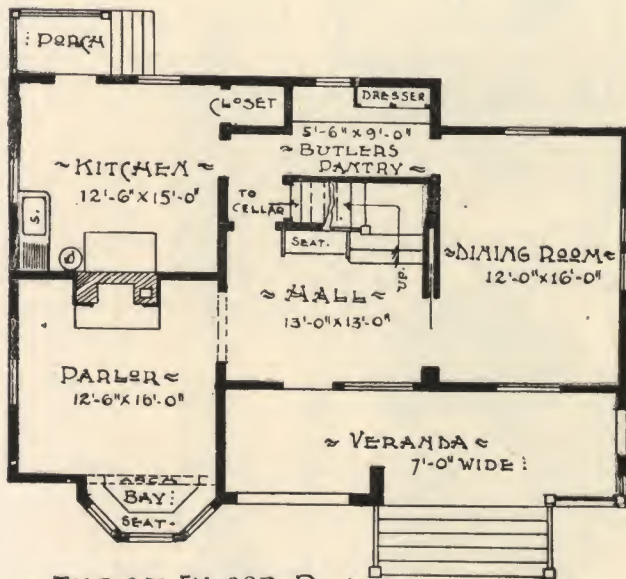 PORCH
CLOSET
DRESSER
5'-6" X 9'-0"
~ BUTLERS
PANTRY ~
~ KITCHEN ~
12'-6" X 15'-0"
TO
CELLAR
S.
SEAT.
UP.
~ DINING ROOM ~
12'-0" X 16'-0"
~ HALL ~
13'-0" X 13'-0"
PARLOR ~
12'-6" X 16'-0"
~ VERANDA ~
7'-0" WIDE
BAY
SEAT.